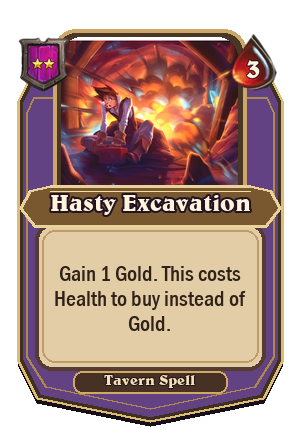 3
Hasty Excavation
Gain 1 Gold. This costs
Health to buy instead of
Gold.
Tavern Spell